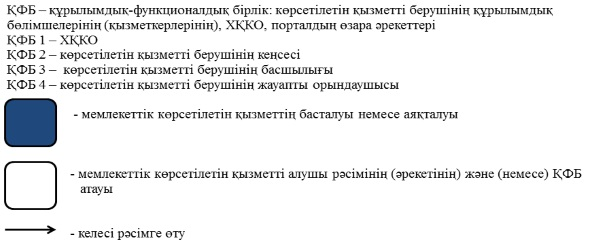 ҚФБ – құрылымдық-функционалдық бірлік: көрсетілетін қызметті берушінің құрылымдық
бөлімшелерінің (қызметкерлерінің), ХҚКО, порталдың өзара әрекеттері
ҚФБ 1 – ХҚКО
ҚФБ 2 – көрсетілетін қызметті берушінің кеңсесі
ҚФБ 3 – көрсетілетін қызметті берушінің басшылығы
ҚФБ 4 – көрсетілетін қызметті берушінің жауапты орындаушысы
- мемлекеттік көрсетілетін қызметтің басталуы немесе аяқталуы
- мемлекеттік көрсетілетін қызметті алушы рәсімінің (әрекетінің) және (немесе) ҚФБ
атауы
- келесі рәсімге өту